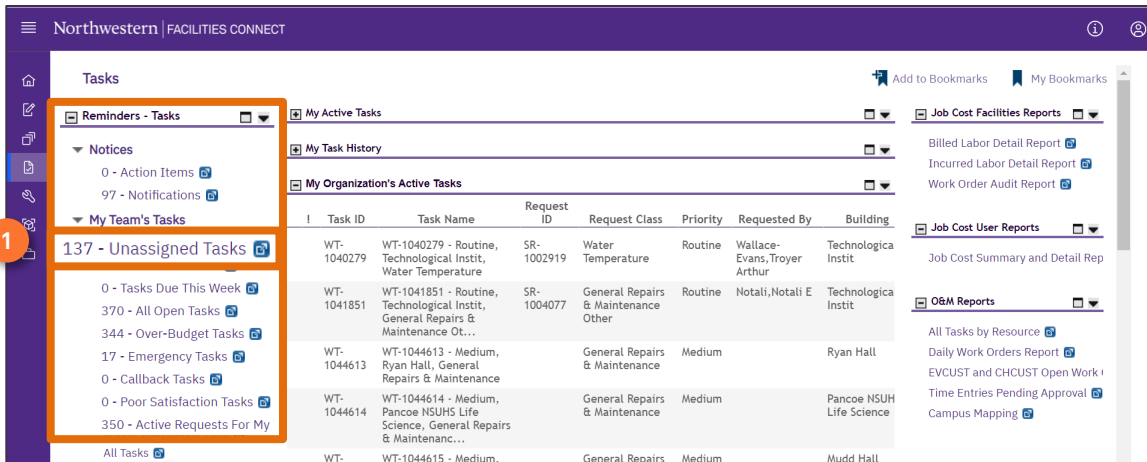 Northwestern | FACILITIES CONNECT
Tasks
Add to Bookmarks
My Bookmarks
Reminders - Tasks
Notices
0 - Action Items
97 - Notifications
My Team's Tasks
1
137 - Unassigned Tasks
0 - Tasks Due This Week
370 - All Open Tasks
344 - Over-Budget Tasks
17 - Emergency Tasks
0 - Callback Tasks
0 - Poor Satisfaction Tasks
350 - Active Requests For My
All Tasks
My Active Tasks
My Task History
My Organization's Active Tasks
! Task ID Task Name Request ID Request Class Priority Requested By Building
WT-1040279 WT-1040279 - Routine, Technological Instit, Water Temperature SR-1002919 Water Temperature Routine Wallace-Evans,Troyer Arthur Technologica Instit
WT-1041851 WT-1041851 - Routine, Technological Instit, General Repairs & Maintenance Ot... SR-1004077 General Repairs & Maintenance Other Routine Notali,Notali E Technologica Instit
WT-1044613 WT-1044613 - Medium, Ryan Hall, General Repairs & Maintenance General Repairs & Maintenance Medium Ryan Hall
WT-1044614 WT-1044614 - Medium, Pancoe NSUHS Life Science, General Repairs & Maintenanc... General Repairs & Maintenance Medium Pancoe NSUH Life Science
WT- WT-1044615 - Medium, General Repairs Medium Mudd Hall
Job Cost Facilities Reports
Billed Labor Detail Report
Incurred Labor Detail Report
Work Order Audit Report
Job Cost User Reports
Job Cost Summary and Detail Rep
O&M Reports
All Tasks by Resource
Daily Work Orders Report
EVCUST and CHCUST Open Work
Time Entries Pending Approval
Campus Mapping